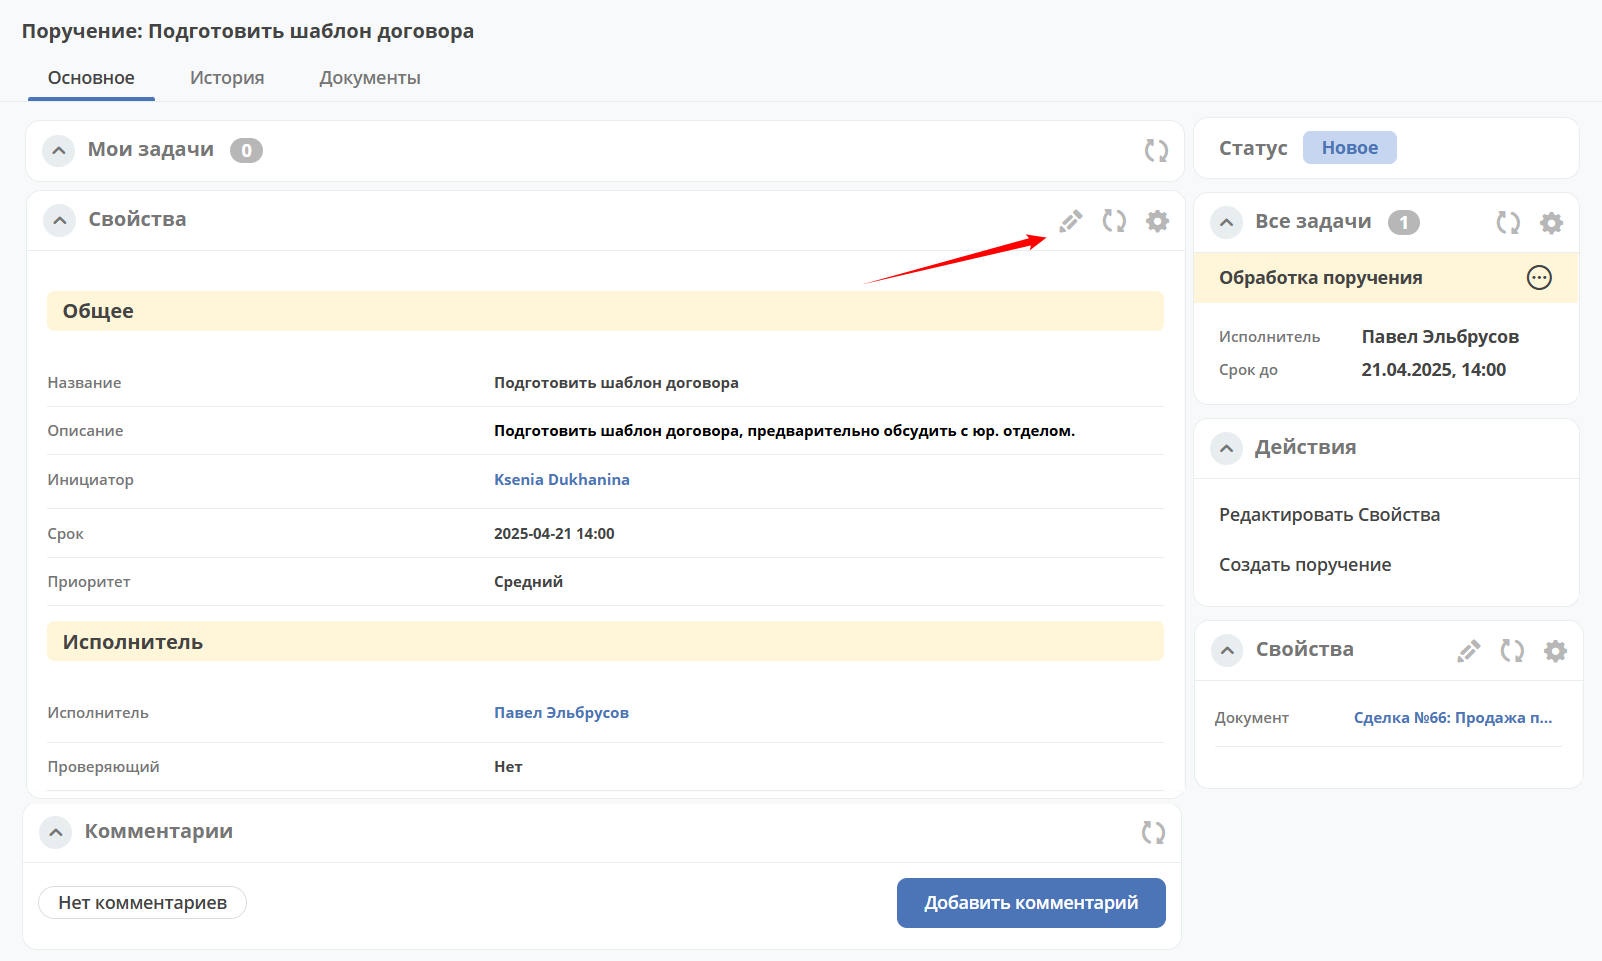 Поручение: Подготовить шаблон договора
Основное История Документы
Мои задачи 0
Свойства
Общее
Название Подготовить шаблон договора
Описание Подготовить шаблон договора, предварительно обсудить с юр. отделом.
Инициатор Ksenia Dukhanina
Срок 2025-04-21 14:00
Приоритет Средний
Исполнитель
Исполнитель Павел Эльбрусов
Проверяющий Нет
Комментарии
Нет комментариев Добавить комментарий
Статус Новое
Все задачи 1
Обработка поручения
Исполнитель Павел Эльбрусов
Срок до 21.04.2025, 14:00
Действия
Редактировать Свойства
Создать поручение
Свойства
Документ Сделка №66: Продажа п...